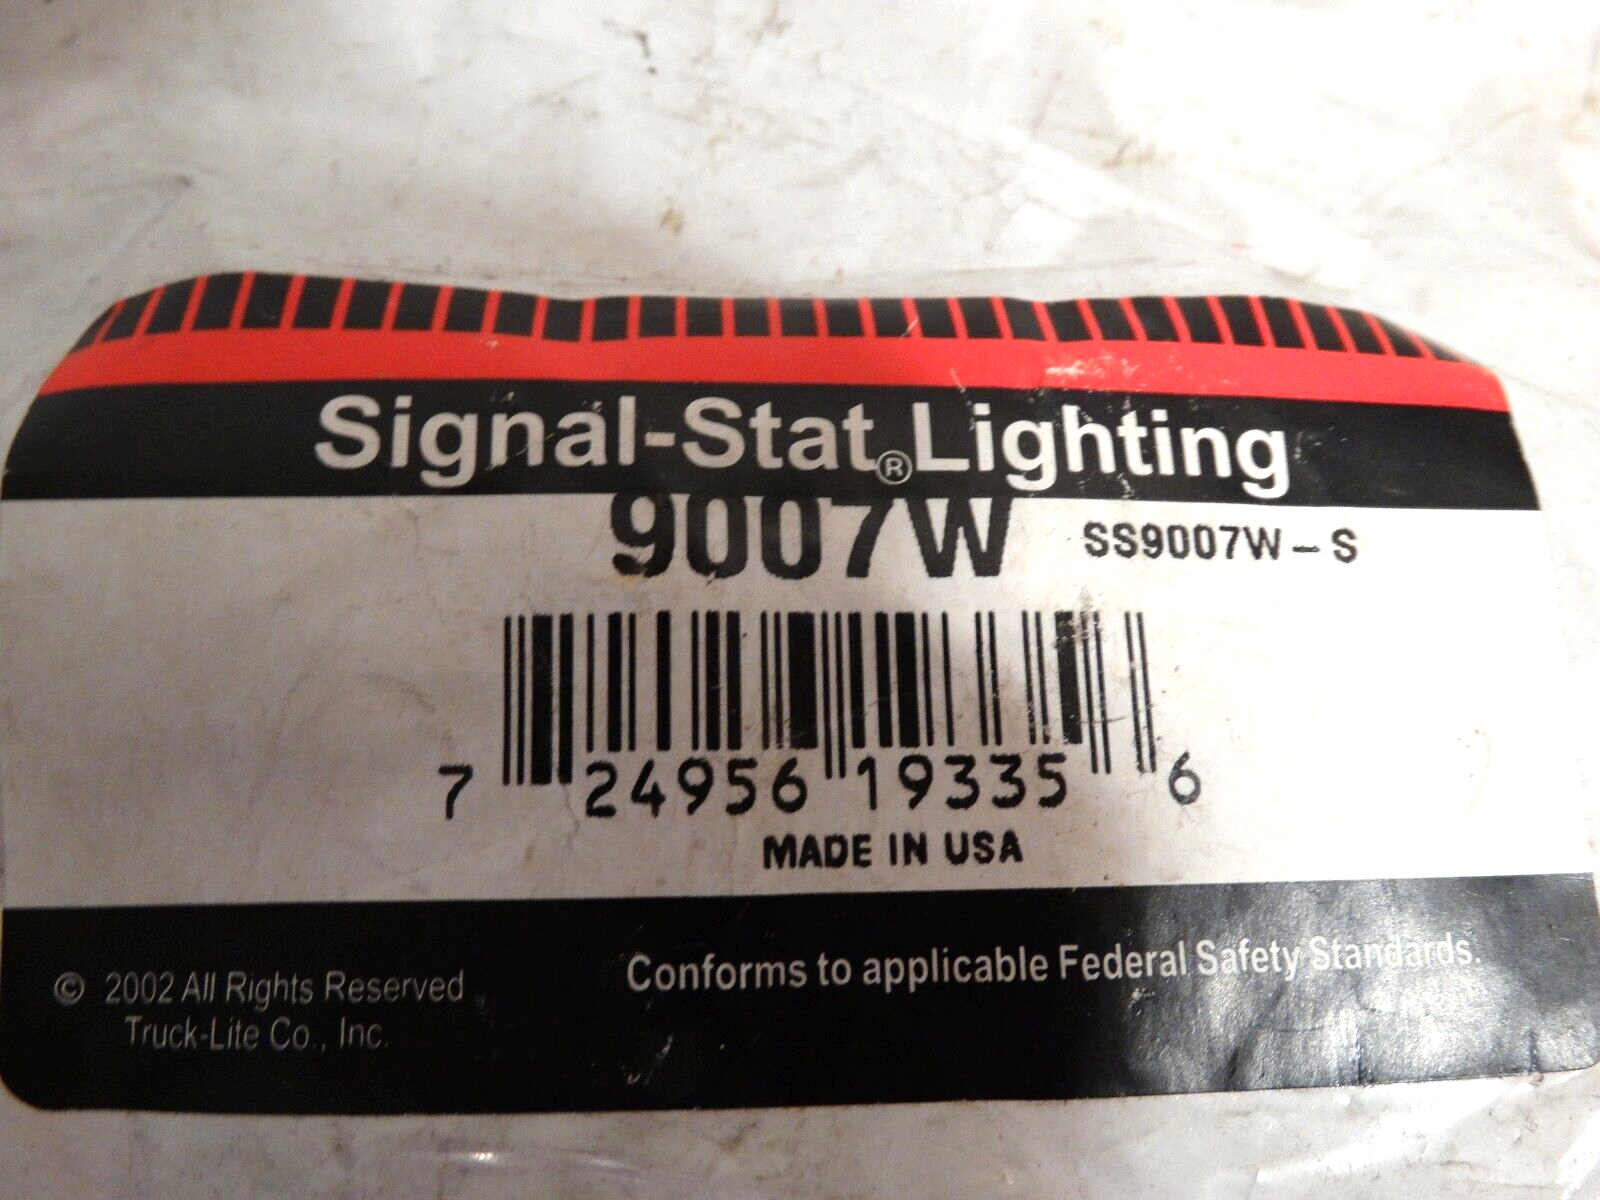 Signal-Stat® Lighting
9007W SS9007W-S
7 24956 19335 6
MADE IN USA
© 2002 All Rights Reserved
Truck-Lite Co., Inc.
Conforms to applicable Federal Safety Standards.